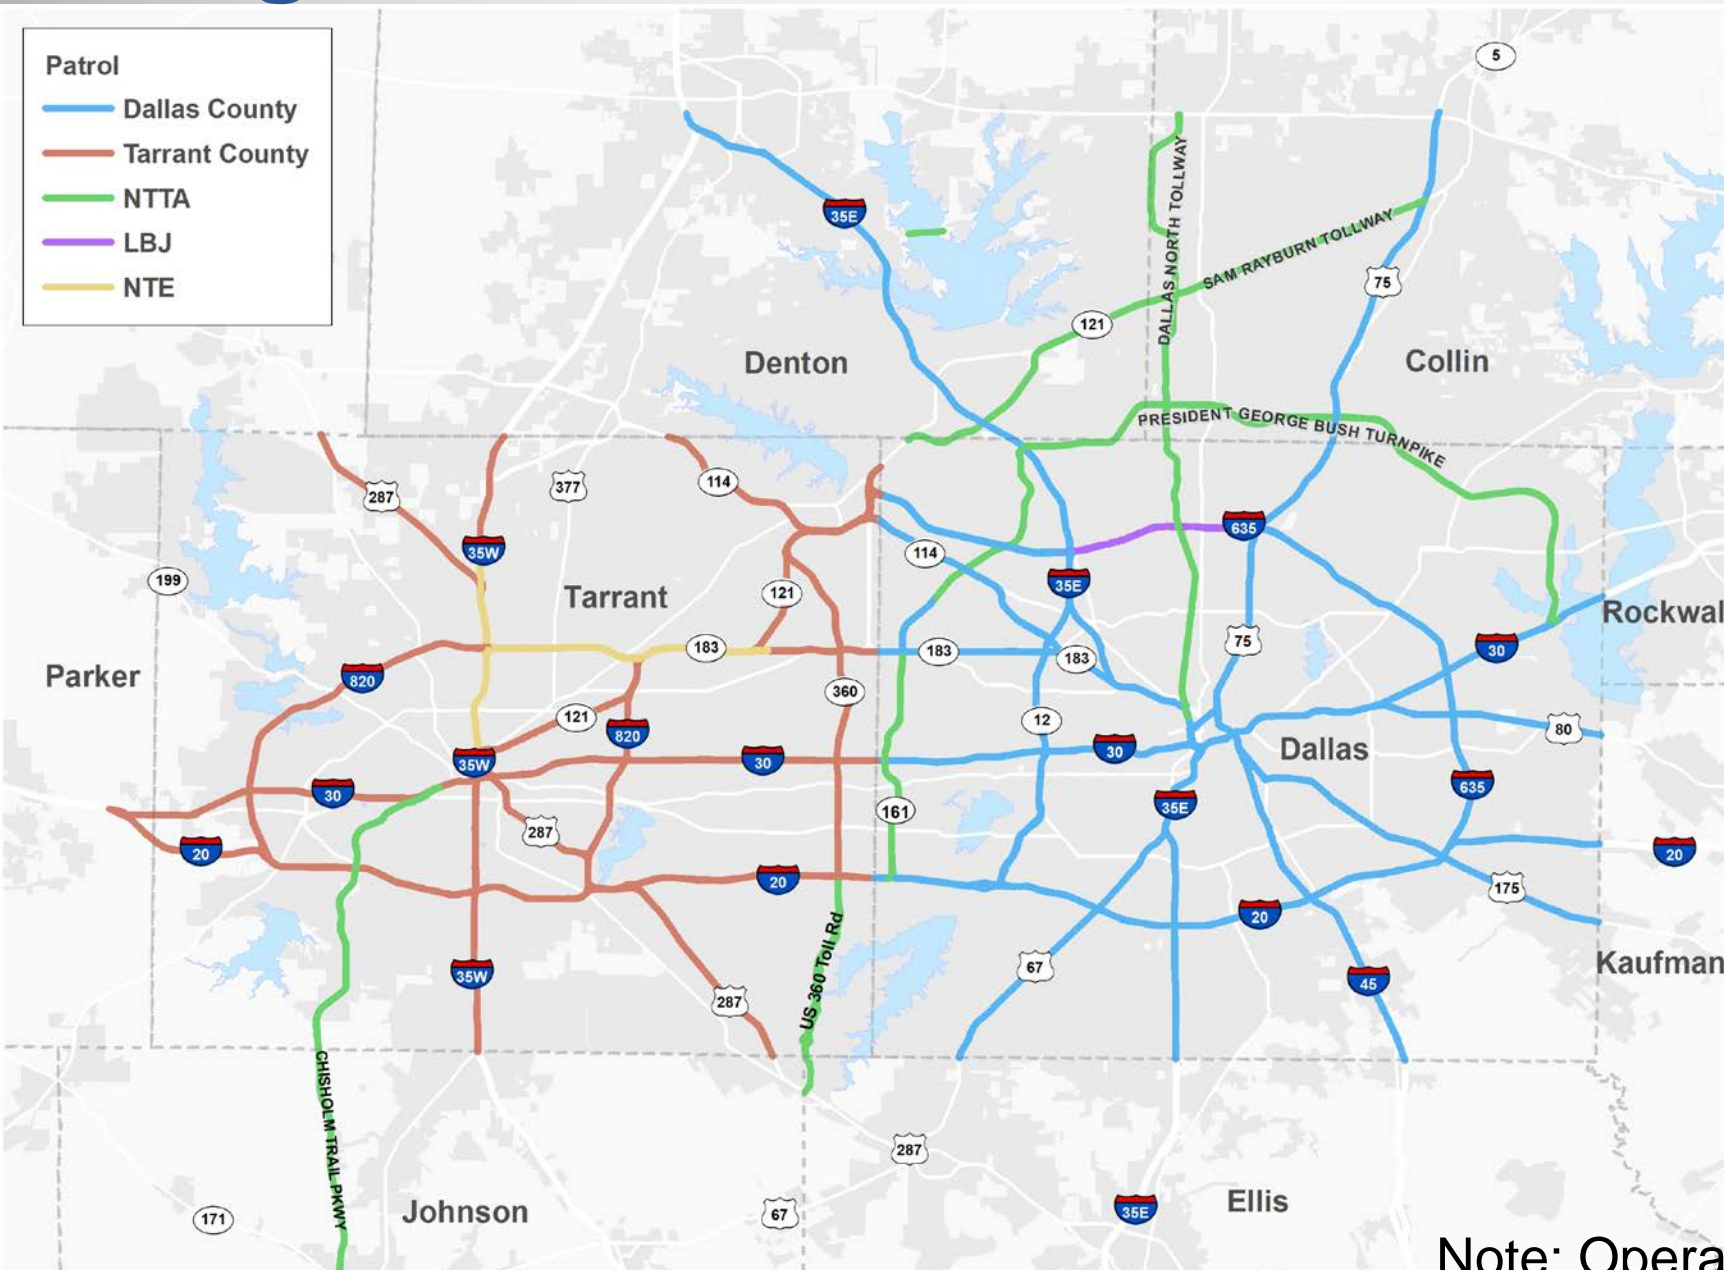 Patrol
Dallas County
Tarrant County
NTTA
LBJ
NTE
5
35E
DALLAS NORTH TOLLWAY
SAM RAYBURN TOLLWAY
75
121
Denton
Collin
PRESIDENT GEORGE BUSH TURNPIKE
287
377
114
35W
635
114
199
35E
121
Tarrant
Rockwal
75
30
183
183
183
Parker
820
360
121
12
820
80
35W
30
30
Dallas
30
635
35E
161
287
20
20
20
175
20
US 360 Toll Rd
67
Kaufman
35W
45
287
CHISHOLM TRAIL PKWY
287
Johnson
171
67
35E
Ellis
Note: Opera